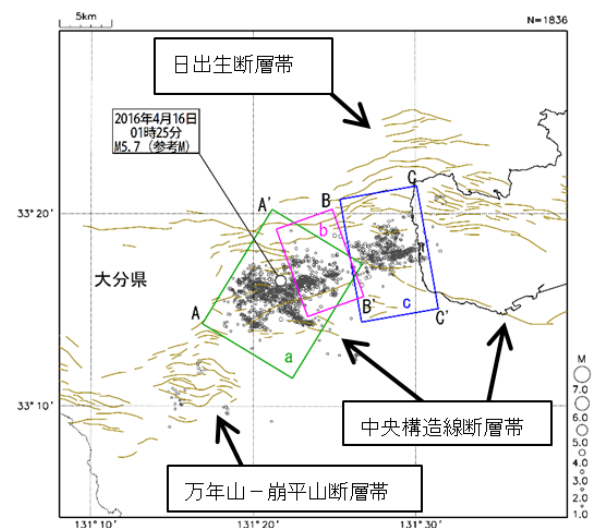 5km
N=1836
日出生断層帯
2016年4月16日
01時25分
M5.7（参考M）
C
B
A'
33°20'
b
大分県
A
B'
c
C'
a
M
7.0
6.0
5.0
4.0
3.0
2.0
1.0
33°10'
中央構造線断層帯
万年山－崩平山断層帯
131°10'
131°20'
131°30'